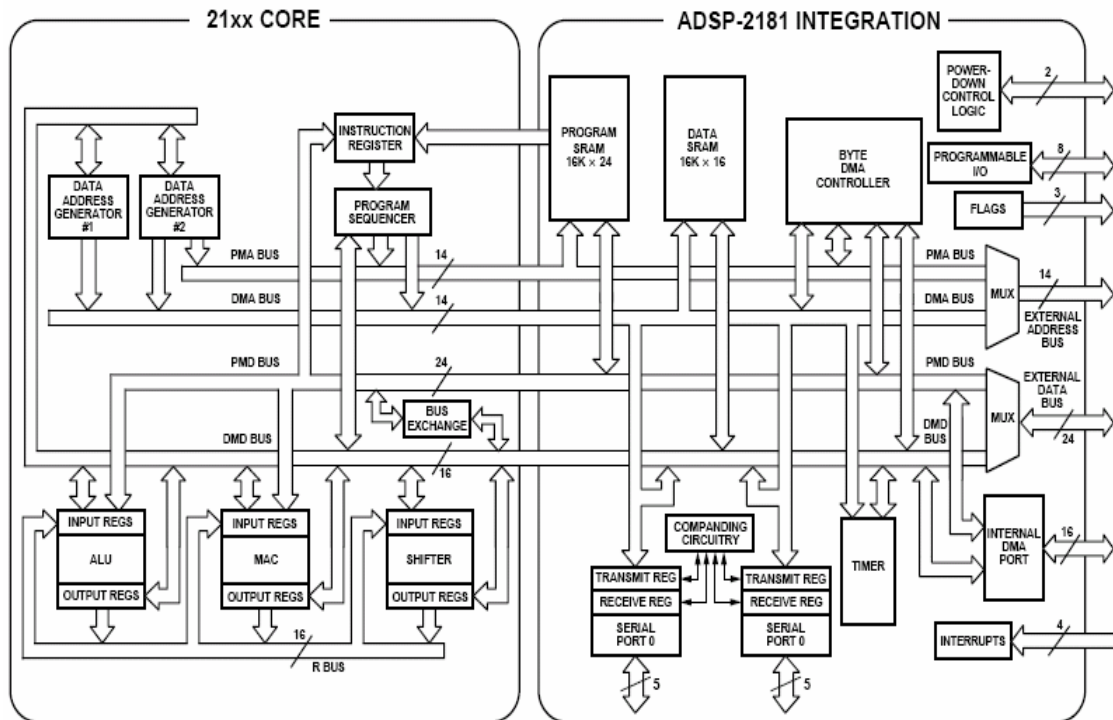 21xx CORE
ADSP-2181 INTEGRATION
POWER-
DOWN
CONTROL
LOGIC
2
INSTRUCTION
REGISTER
PROGRAM
SRAM
16K × 24
DATA
SRAM
16K × 16
BYTE
DMA
CONTROLLER
PROGRAMMABLE
I/O
8
FLAGS
3
DATA
ADDRESS
GENERATOR
#1
DATA
ADDRESS
GENERATOR
#2
PROGRAM
SEQUENCER
PMA BUS
14
PMA BUS
MUX
14
EXTERNAL
ADDRESS
BUS
DMA BUS
14
DMA BUS
PMD BUS
24
PMD BUS
EXTERNAL
DATA
BUS
MUX
24
BUS
EXCHANGE
DMD BUS
16
DMD
BUS
INPUT REGS
ALU
OUTPUT REGS
INPUT REGS
MAC
OUTPUT REGS
INPUT REGS
SHIFTER
OUTPUT REGS
16
R BUS
COMPANDING
CIRCUITRY
TRANSMIT REG
RECEIVE REG
SERIAL
PORT 0
5
TRANSMIT REG
RECEIVE REG
SERIAL
PORT 0
5
TIMER
INTERNAL
DMA
PORT
16
INTERRUPTS
4